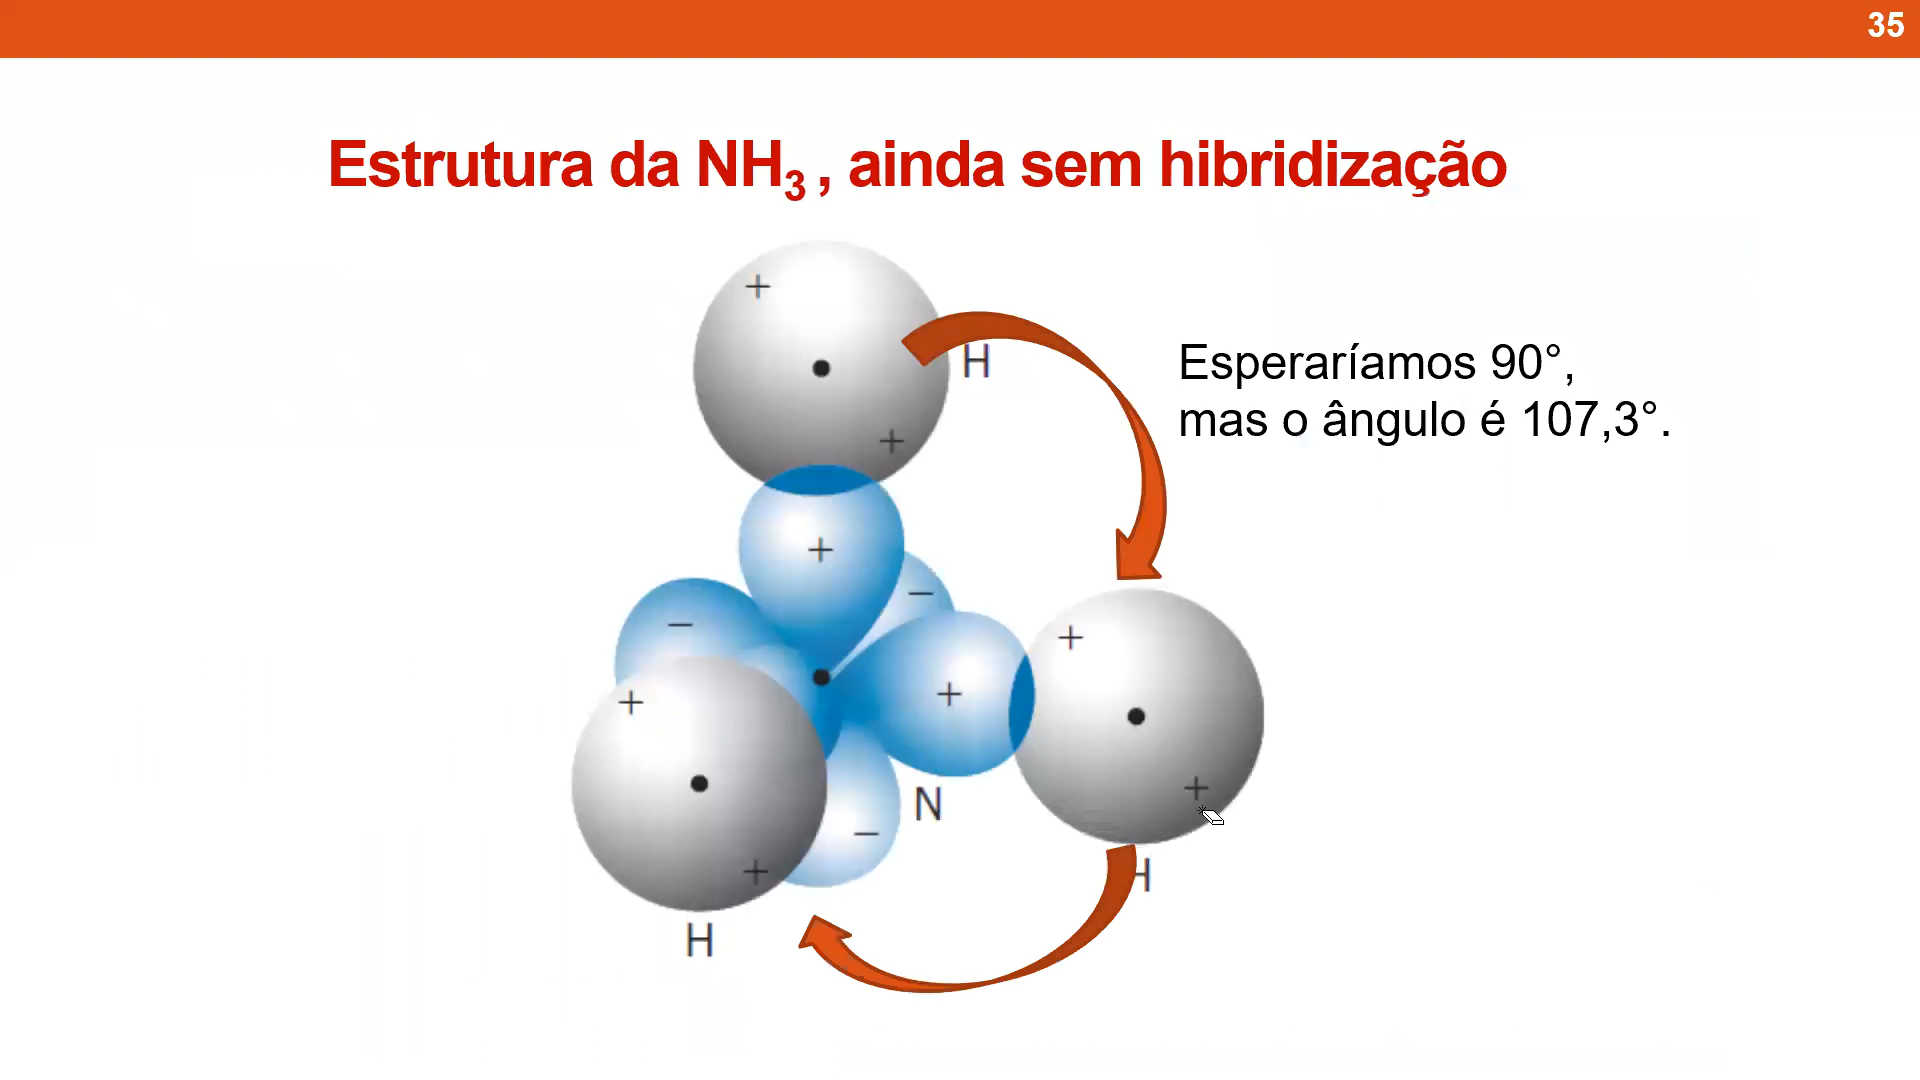 35
Estrutura da NH₃ , ainda sem hibridização
+
H
Esperaríamos 90°,
mas o ângulo é 107,3°.
+
+
−
−
+
+
+
N
+
−
+
H
H